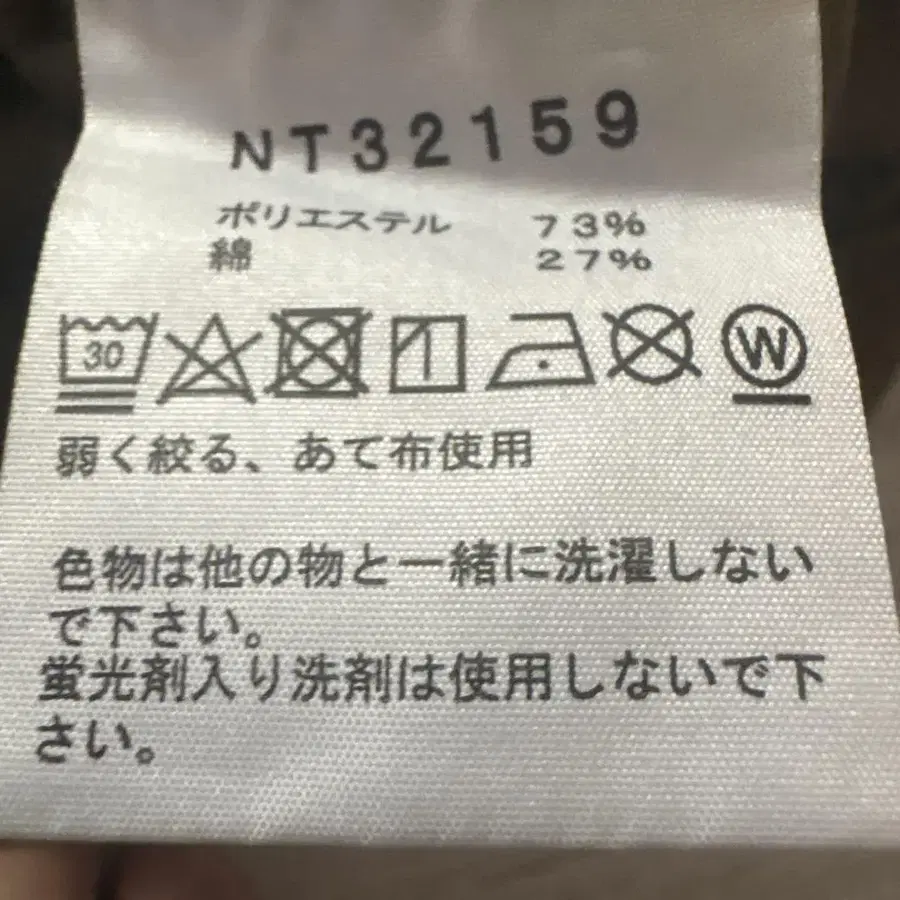 NT32159
ポリエステル 73%
綿 27%
30 W
弱く絞る、あて布使用
色物は他の物と一緒に洗濯しない
で下さい。
蛍光剤入り洗剤は使用しないで下
さい。